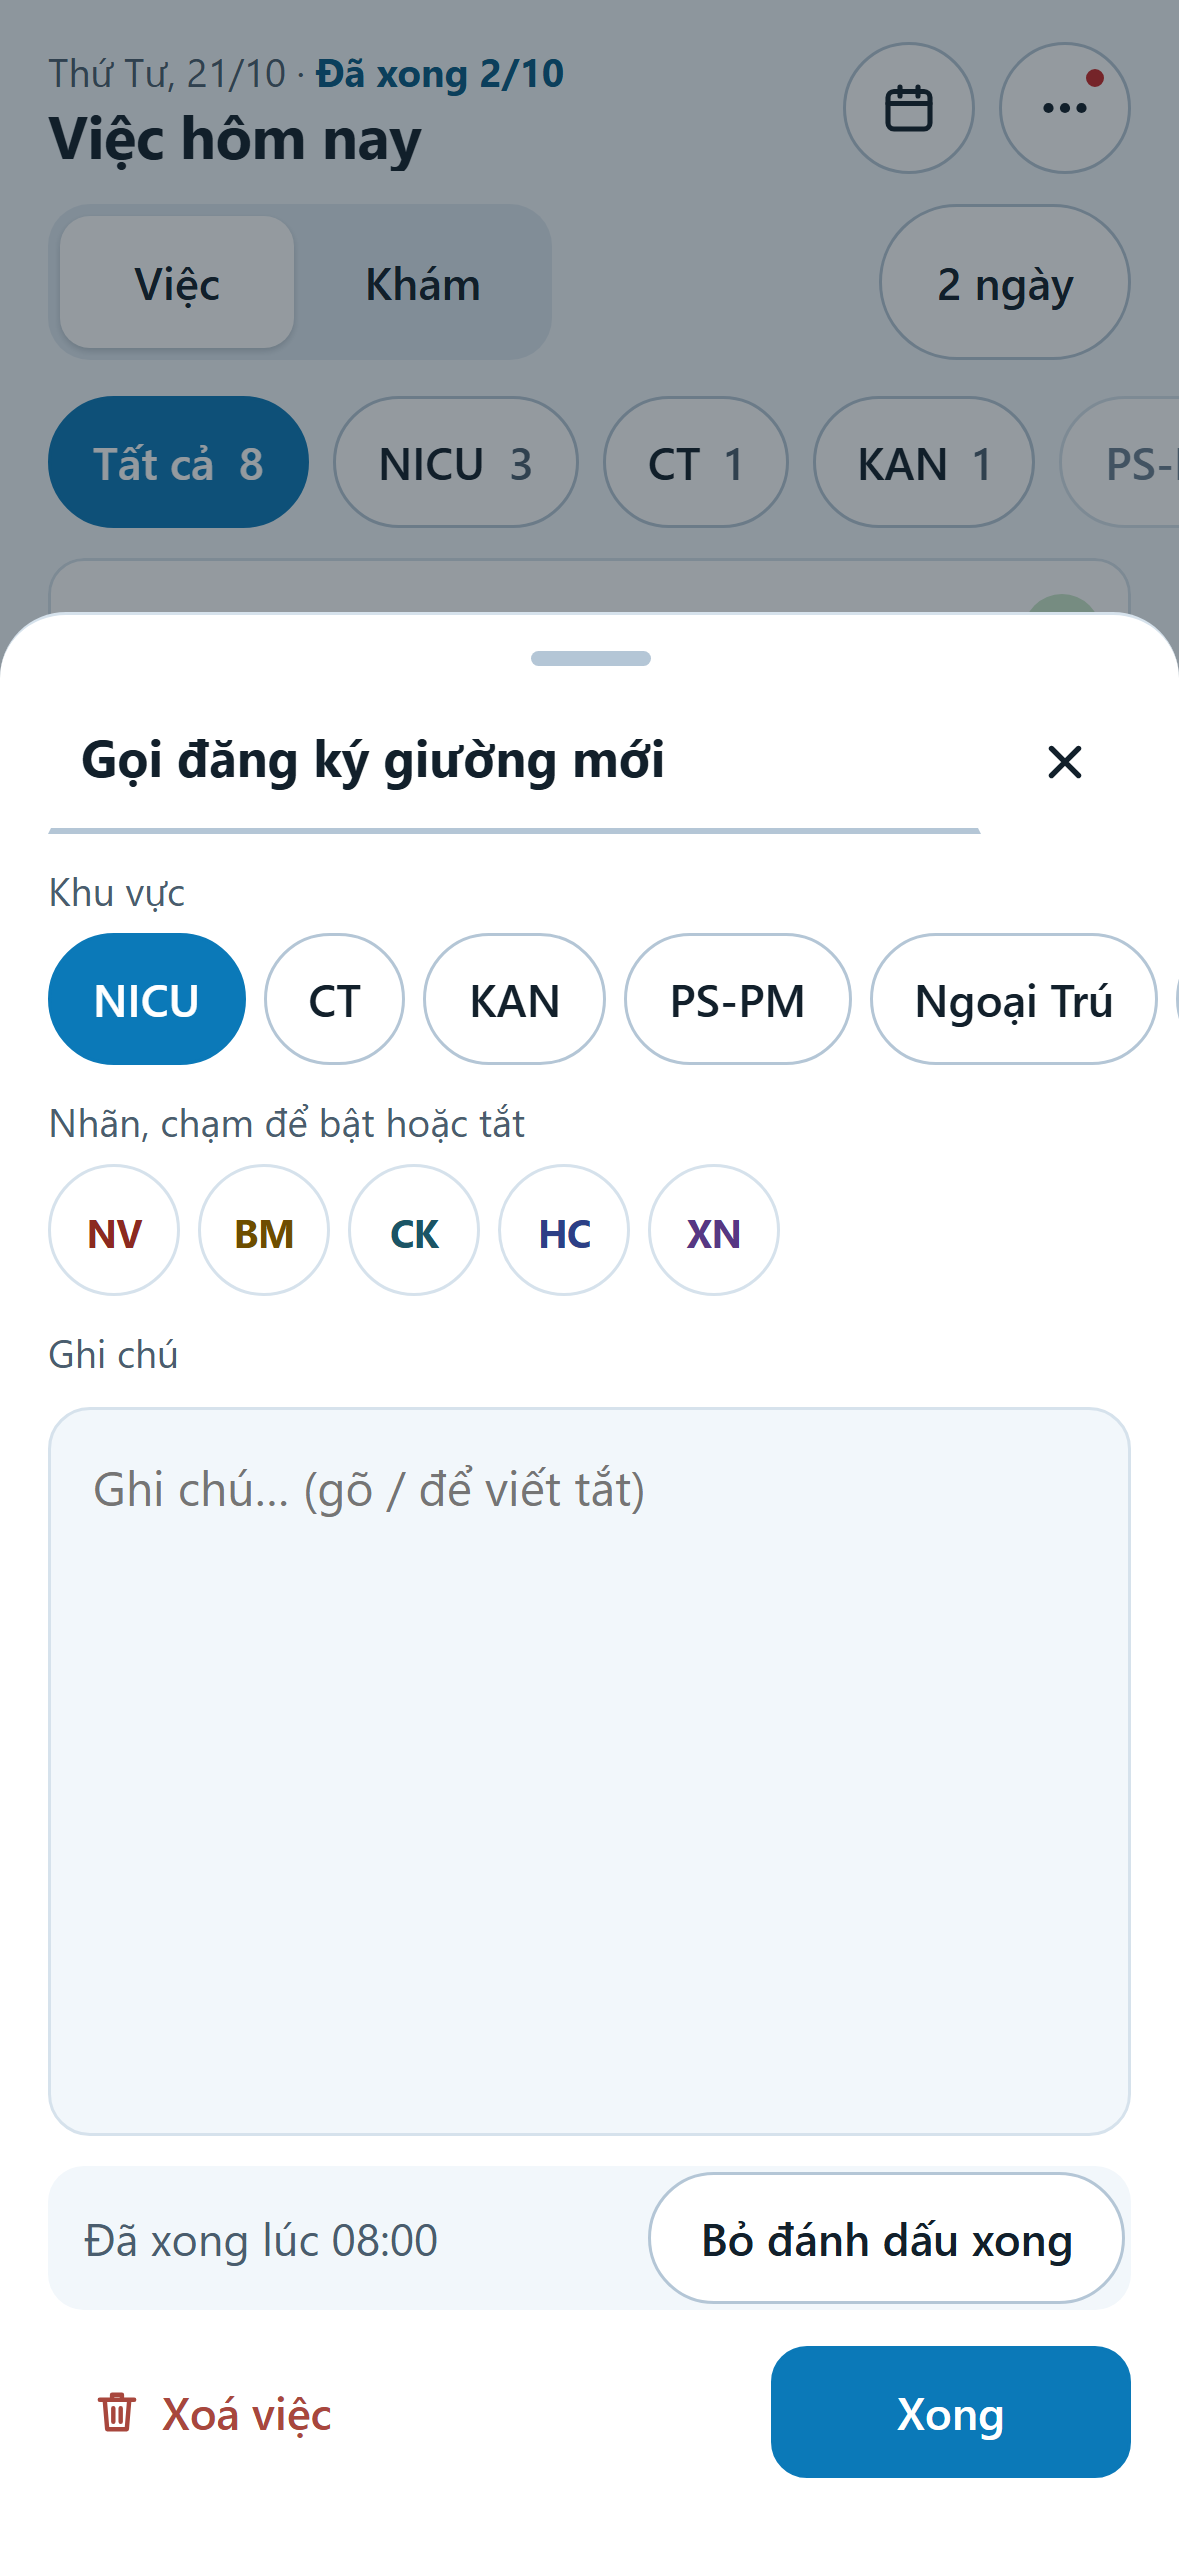 Thứ Tư, 21/10 · Đã xong 2/10
Việc hôm nay
Việc
Khám
2 ngày
Tất cả 8
NICU 3
CT 1
KAN 1
PS-
Gọi đăng ký giường mới
Khu vực
NICU
CT
KAN
PS-PM
Ngoại Trú
Nhãn, chạm để bật hoặc tắt
NV
BM
CK
HC
XN
Ghi chú
Ghi chú... (gõ / để viết tắt)
Đã xong lúc 08:00
Bỏ đánh dấu xong
Xoá việc
Xong